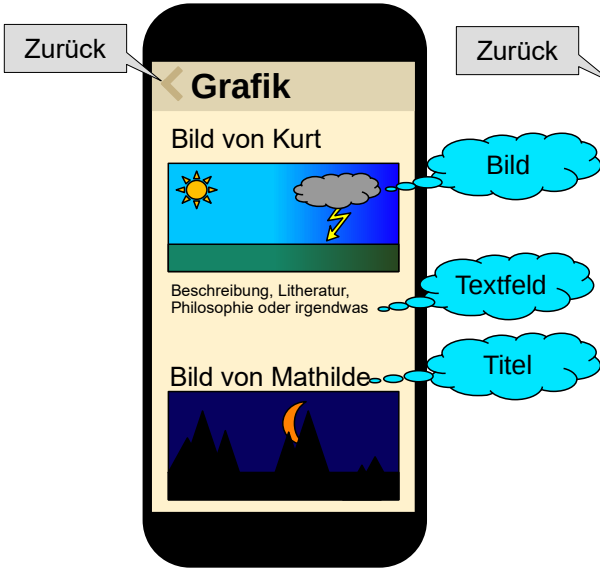 Zurück
Zurück
Grafik
Bild von Kurt
Bild
Beschreibung, Litheratur,
Philosophie oder irgendwas
Textfeld
Titel
Bild von Mathilde